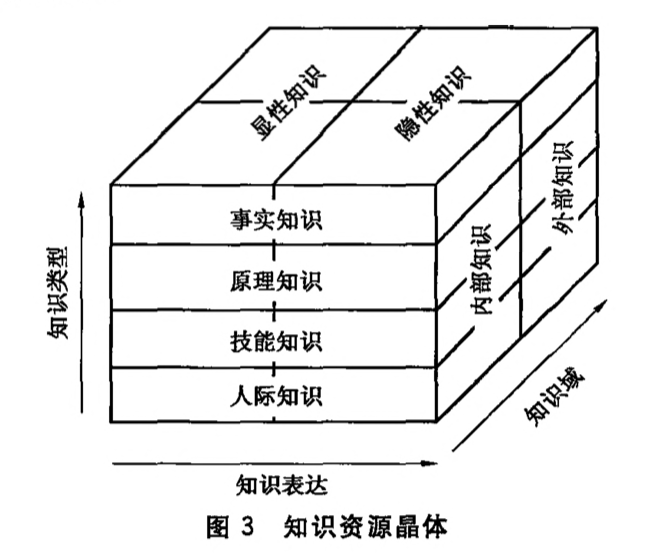 显性知识
隐性知识
事实知识
原理知识
技能知识
人际知识
内部知识
外部知识
知识类型
知识域
知识表达
图 3 知识资源晶体